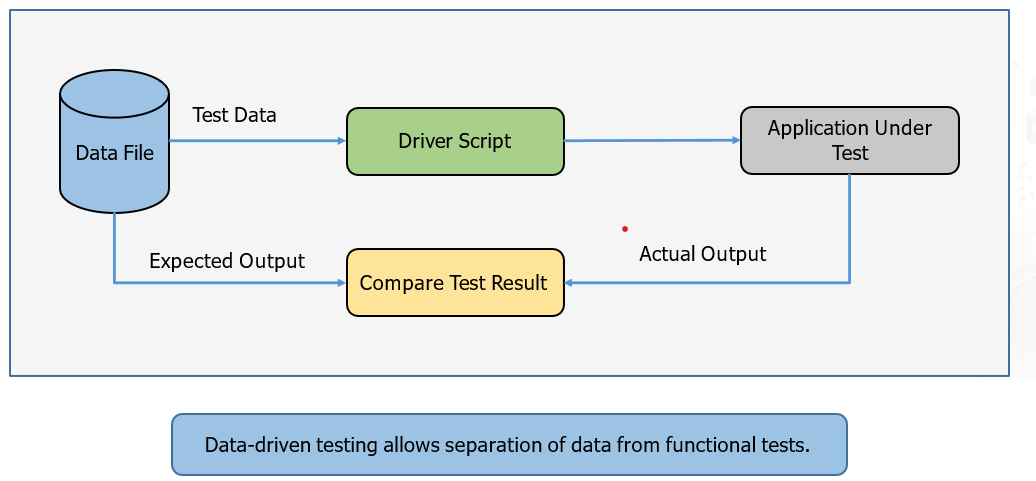 Test Data
Data File
Driver Script
Application Under
Test
Expected Output
Compare Test Result
Actual Output
Data-driven testing allows separation of data from functional tests.